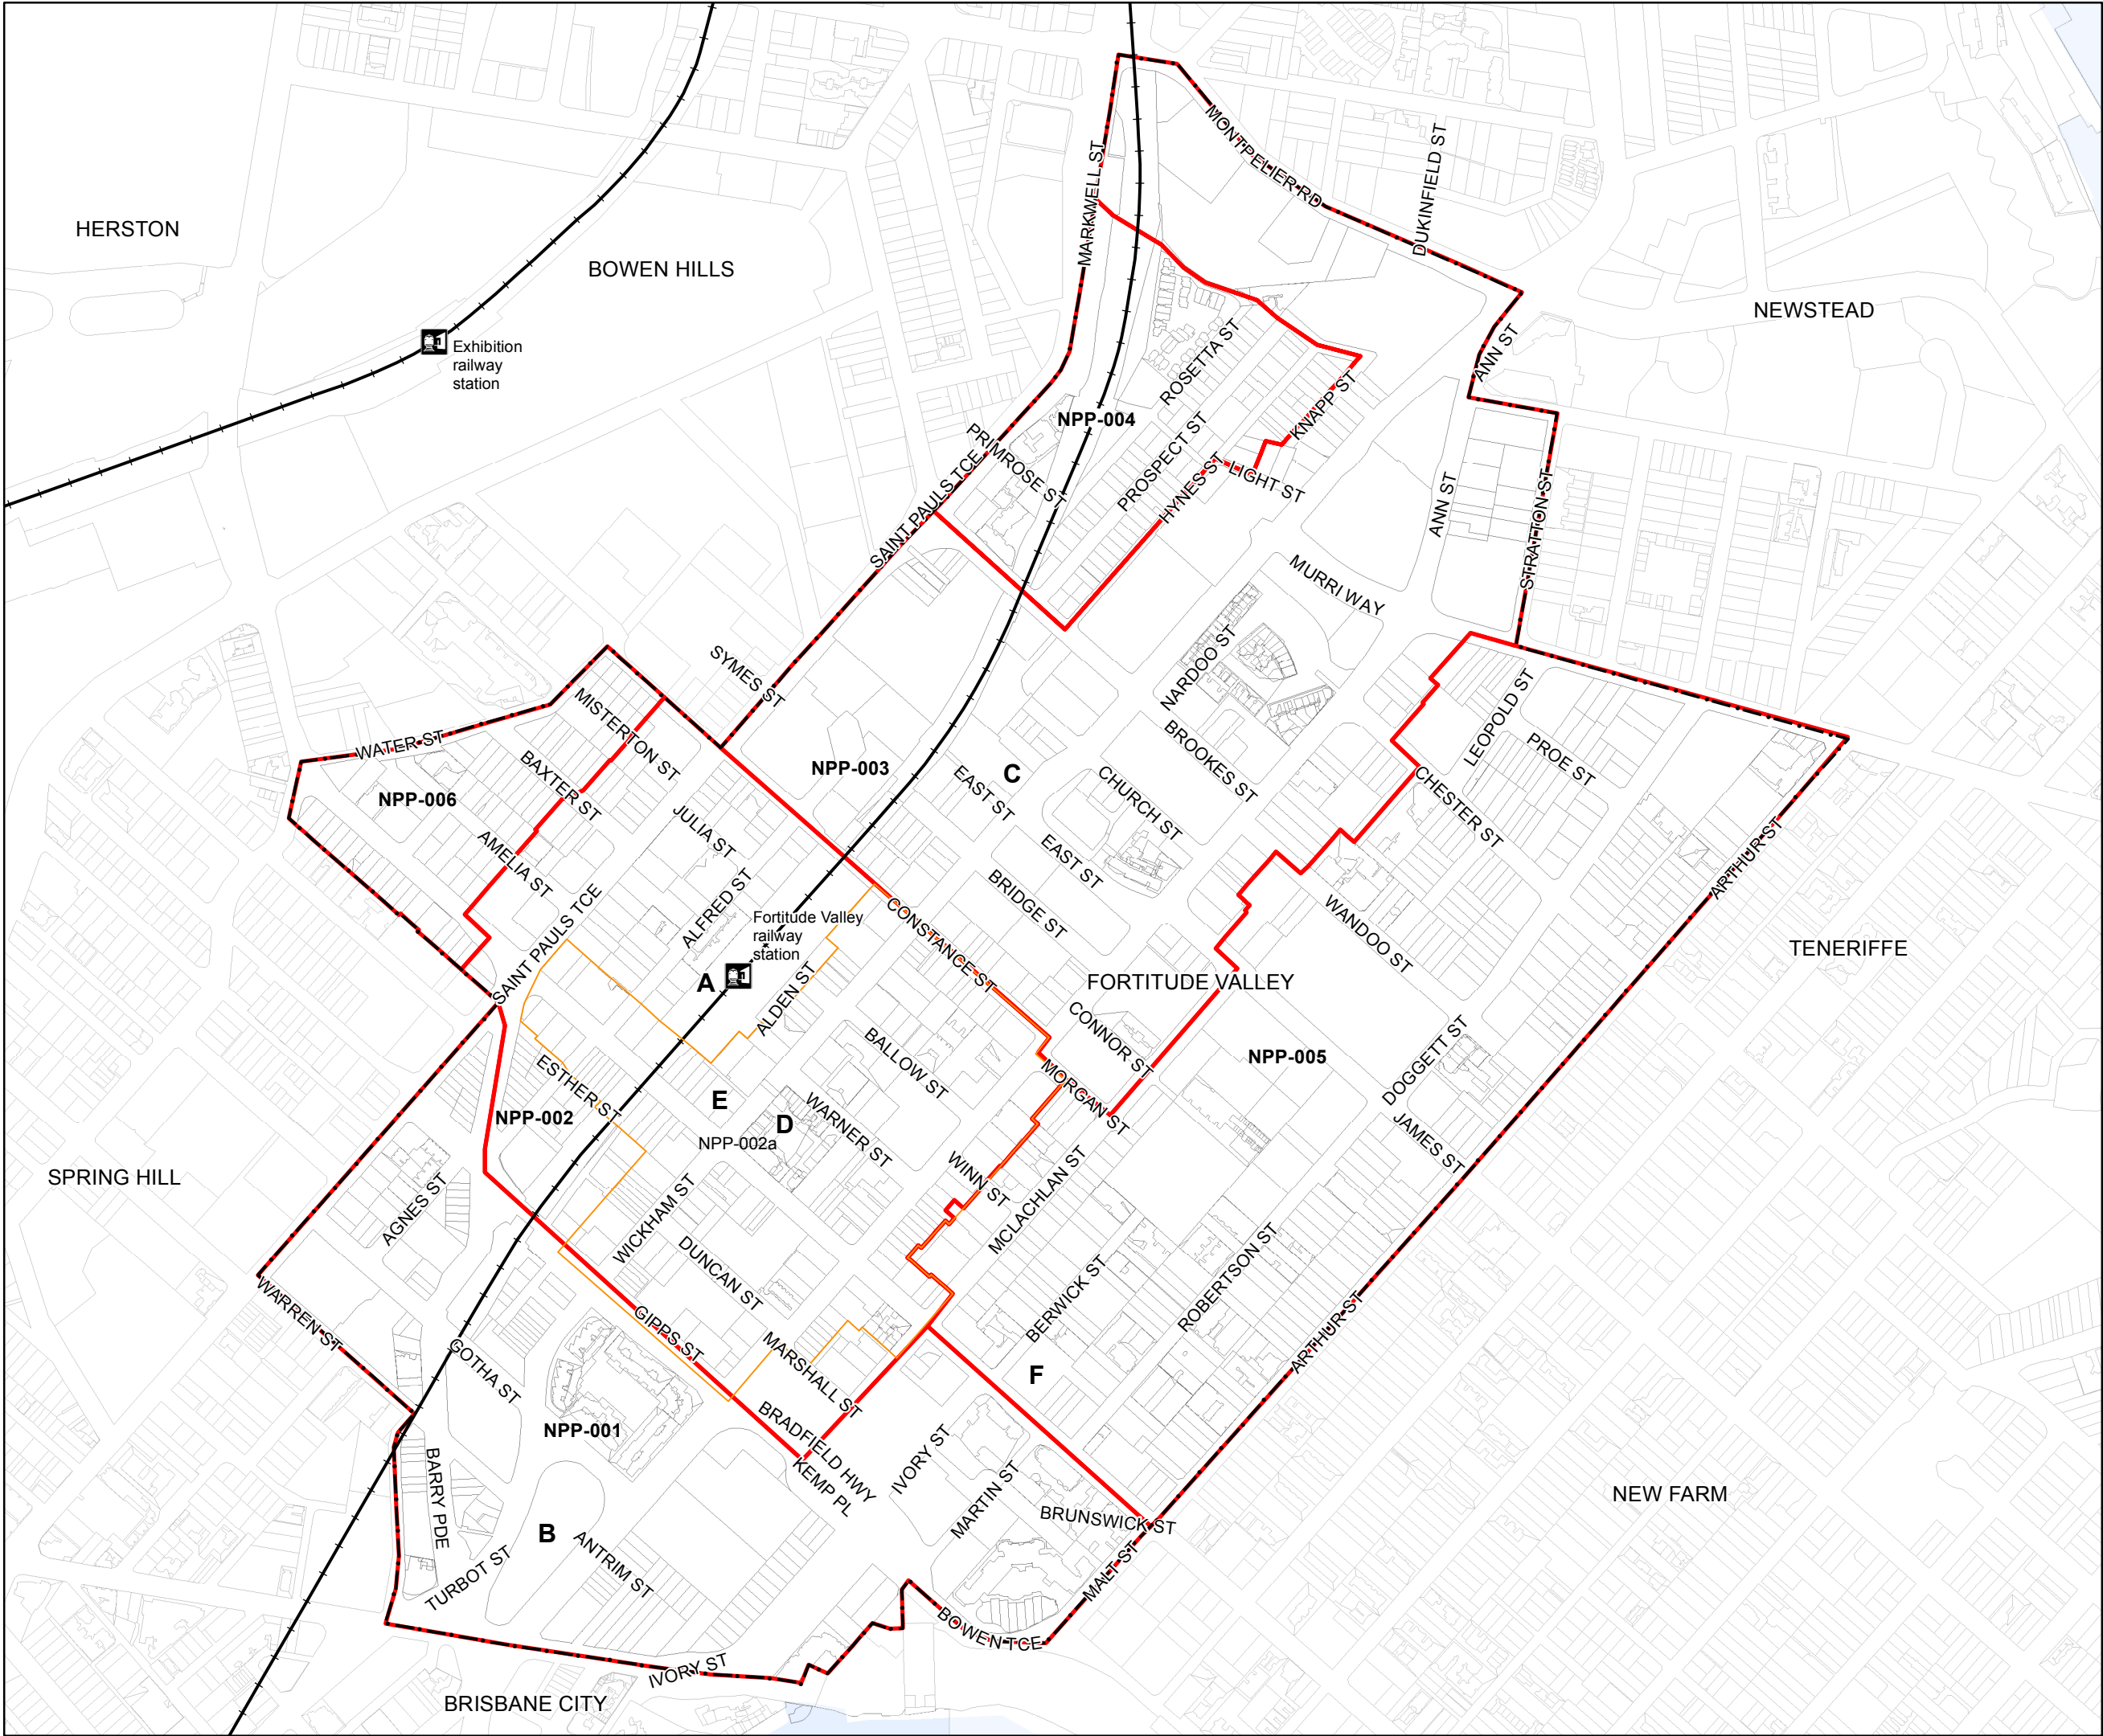 MONTPELIER RD
DUKINFIELD ST
MARKWELL ST
HERSTON
BOWEN HILLS
NEWSTEAD
Exhibition
railway
station
ANN ST
ROSETTA ST
KNAPP ST
NPP-004
PRIMROSE ST
PROSPECT ST
HYNES ST
LIGHT ST
SAINT PAULS TCE
ANN ST
STRATTON ST
MURRI WAY
NARDOO ST
SYMES ST
MISTERTON ST
WATER ST
BAXTER ST
NPP-006
NPP-003
C
EAST ST
CHURCH ST
BROOKES ST
LEOPOLD ST
PROE ST
CHESTER ST
JULIA ST
AMELIA ST
EAST ST
ARTHUR ST
ALFRED ST
SAINT PAULS TCE
BRIDGE ST
CONSTANCE ST
WANDOO ST
Fortitude Valley
railway
station
TENERIFFE
A
FORTITUDE VALLEY
ALDEN ST
CONNOR ST
BALLOW ST
NPP-005
DOGGETT ST
ESTHER ST
NPP-002
E
D
MORGAN ST
WARNER ST
NPP-002a
JAMES ST
SPRING HILL
WINN ST
MCLACHLAN ST
AGNES ST
WICKHAM ST
DUNCAN ST
BERWICK ST
ROBERTSON ST
WARREN ST
GIPPS ST
MARSHALL ST
ARTHUR ST
GOTHA ST
F
NPP-001
BRADFIELD HWY
KEMP PL
IVORY ST
MARTIN ST
NEW FARM
BRUNSWICK ST
BARRY PDE
B
TURBOT ST
ANTRIM ST
MALT ST
BOWEN TCE
IVORY ST
BRISBANE CITY